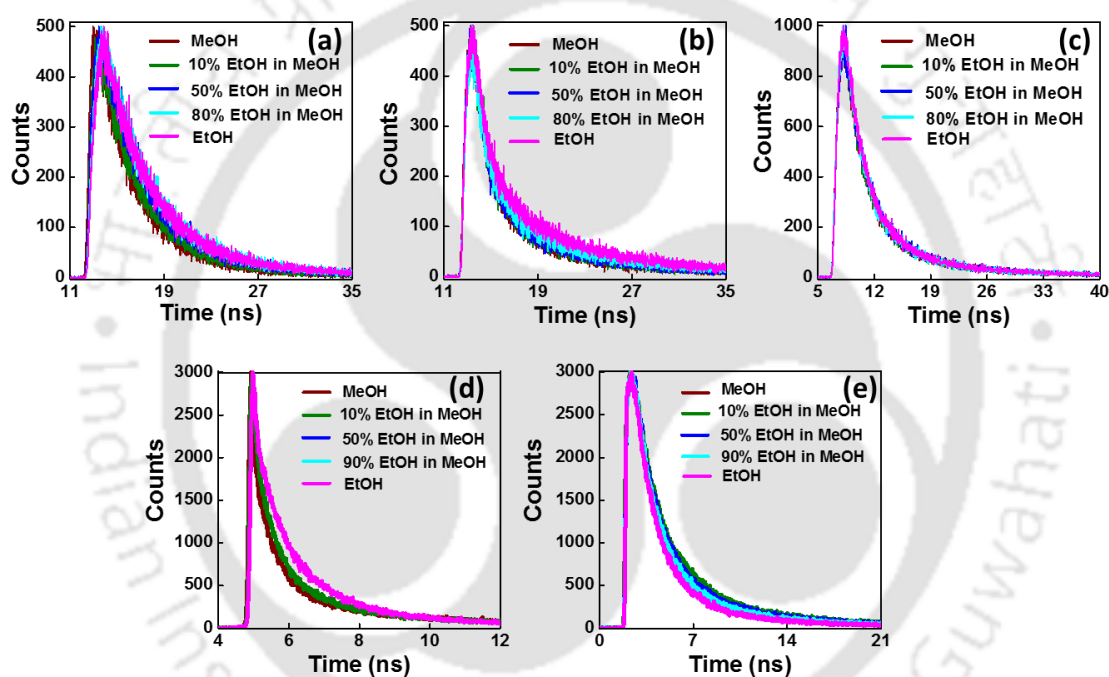 (a)
MeOH
10% EtOH in MeOH
50% EtOH in MeOH
80% EtOH in MeOH
EtOH
Counts
500
400
300
200
100
0
11 19 27 35
Time (ns)
(b)
MeOH
10% EtOH in MeOH
50% EtOH in MeOH
80% EtOH in MeOH
EtOH
Counts
500
400
300
200
100
0
11 19 27 35
Time (ns)
(c)
MeOH
10% EtOH in MeOH
50% EtOH in MeOH
80% EtOH in MeOH
EtOH
Counts
1000
800
600
400
200
0
5 12 19 26 33 40
Time (ns)
(d)
MeOH
10% EtOH in MeOH
50% EtOH in MeOH
90% EtOH in MeOH
EtOH
Counts
3000
2500
2000
1500
1000
500
0
4 6 8 10 12
Time (ns)
(e)
MeOH
10% EtOH in MeOH
50% EtOH in MeOH
90% EtOH in MeOH
EtOH
Counts
3000
2500
2000
1500
1000
500
0
0 7 14 21
Time (ns)
Indian Ins
Guwahati